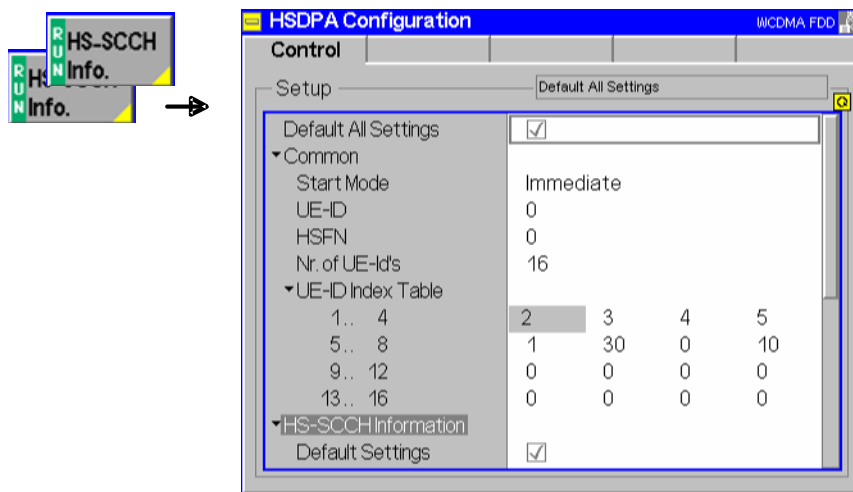 HSDPA Configuration WCDMA FDD
RUN HS-SCCH Info.
RUN Info.
Control
Setup Default All Settings
Default All Settings
Common
Start Mode Immediate
UE-ID 0
HSFN 0
Nr. of UE-Id's 16
UE-ID Index Table
1.. 4 2 3 4 5
5.. 8 1 30 0 10
9.. 12 0 0 0 0
13.. 16 0 0 0 0
HS-SCCH Information
Default Settings